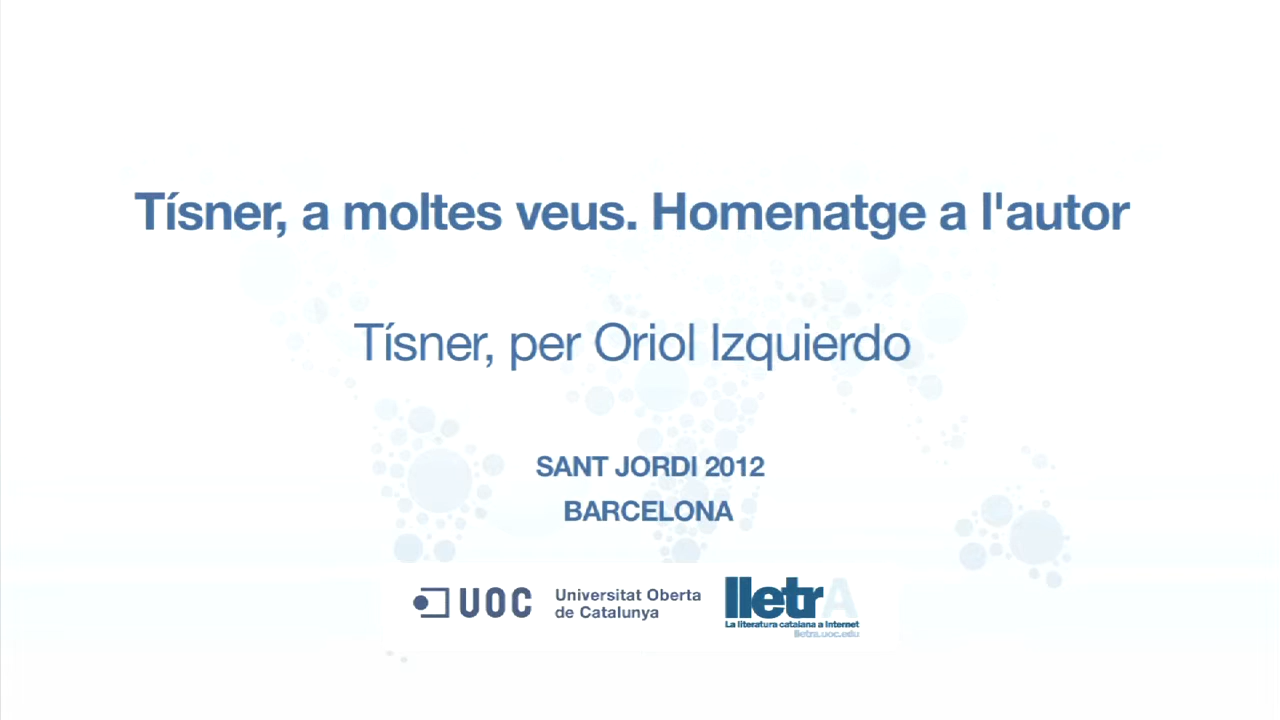 Tísner, a moltes veus. Homenatge a l'autor
Tísner, per Oriol Izquierdo
SANT JORDI 2012
BARCELONA
UOC
Universitat Oberta
de Catalunya
lletrA
La literatura catalana a Internet
lletra.uoc.edu